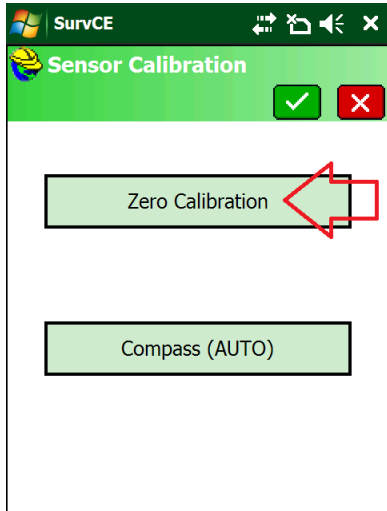 SurvCE
Sensor Calibration
Zero Calibration
Compass (AUTO)